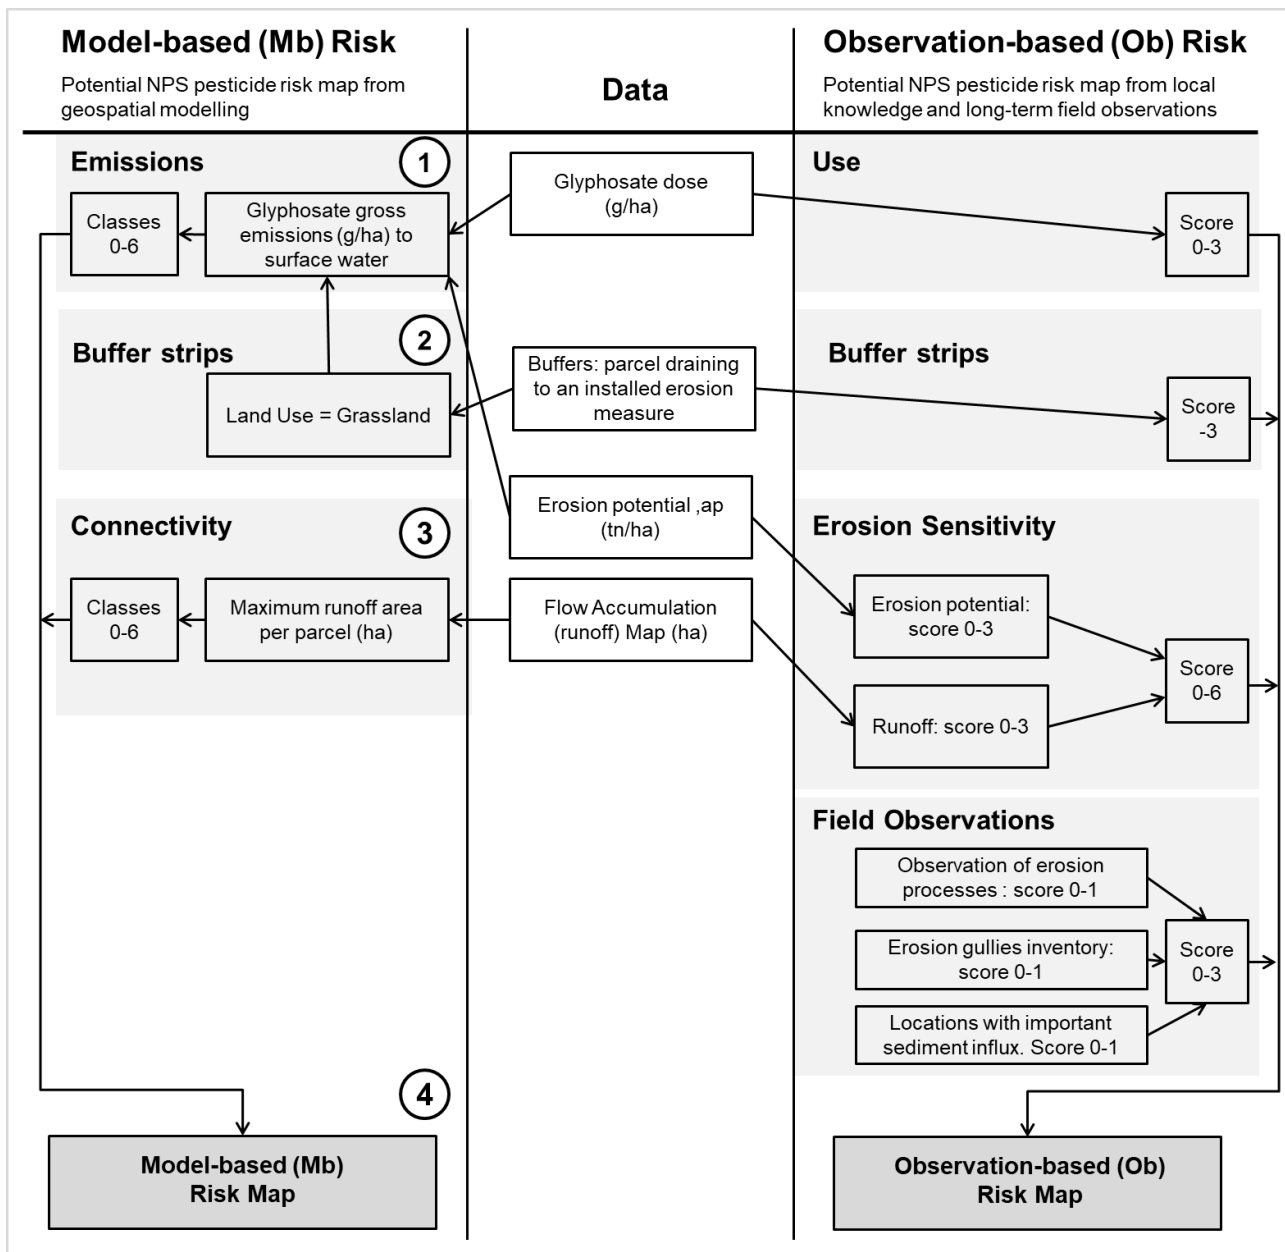 Model-based (Mb) Risk
Potential NPS pesticide risk map from
geospatial modelling
Data
Observation-based (Ob) Risk
Potential NPS pesticide risk map from local
knowledge and long-term field observations
Emissions
1
Classes
0-6
Glyphosate gross
emissions (g/ha) to
surface water
Glyphosate dose
(g/ha)
Use
Score
0-3
Buffer strips
2
Land Use = Grassland
Buffers: parcel draining
to an installed erosion
measure
Buffer strips
Score
-3
Connectivity
3
Classes
0-6
Maximum runoff area
per parcel (ha)
Erosion potential ,ap
(tn/ha)
Flow Accumulation
(runoff) Map (ha)
Erosion Sensitivity
Erosion potential:
score 0-3
Runoff: score 0-3
Score
0-6
Field Observations
Observation of erosion
processes : score 0-1
Erosion gullies inventory:
score 0-1
Locations with important
sediment influx. Score 0-1
Score
0-3
4
Model-based (Mb)
Risk Map
Observation-based (Ob)
Risk Map